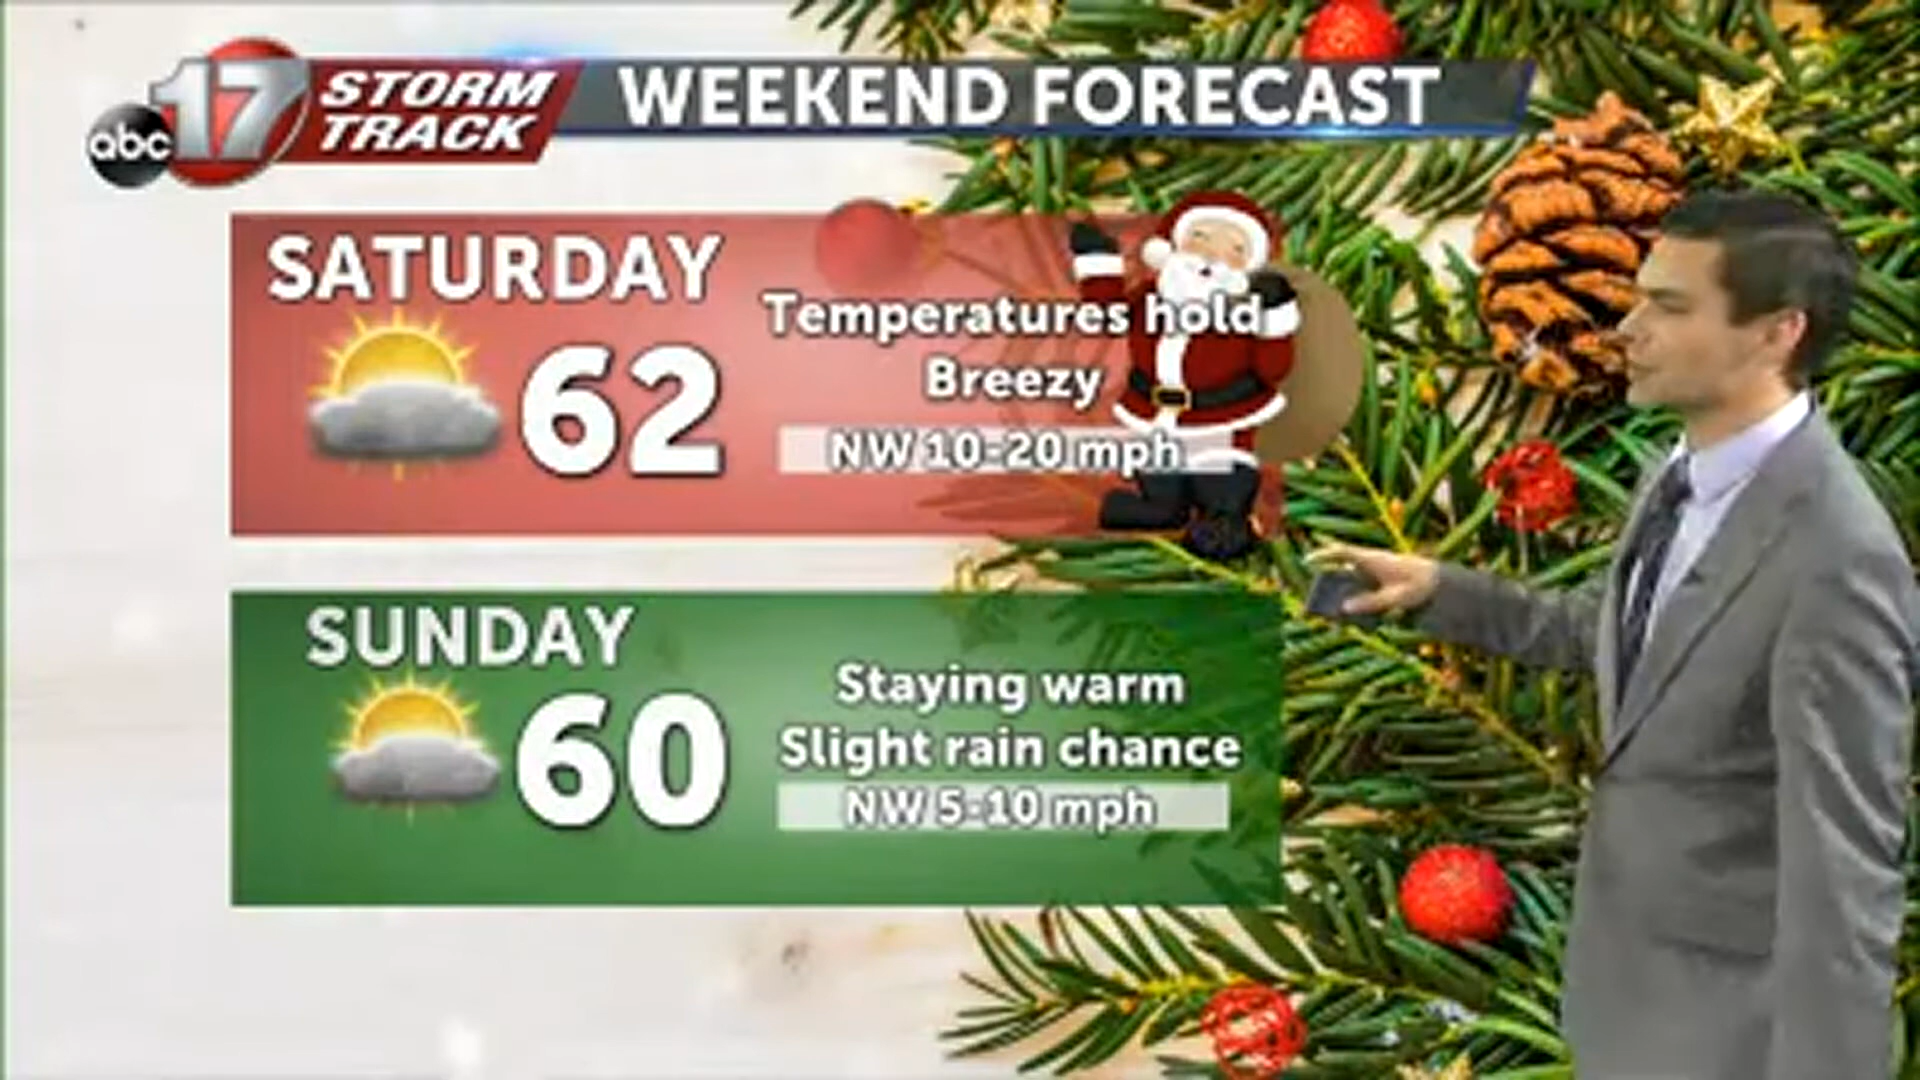 abc 17 STORM TRACK
WEEKEND FORECAST
SATURDAY
62
Temperatures hold
Breezy
NW 10-20 mph
SUNDAY
60
Staying warm
Slight rain chance
NW 5-10 mph